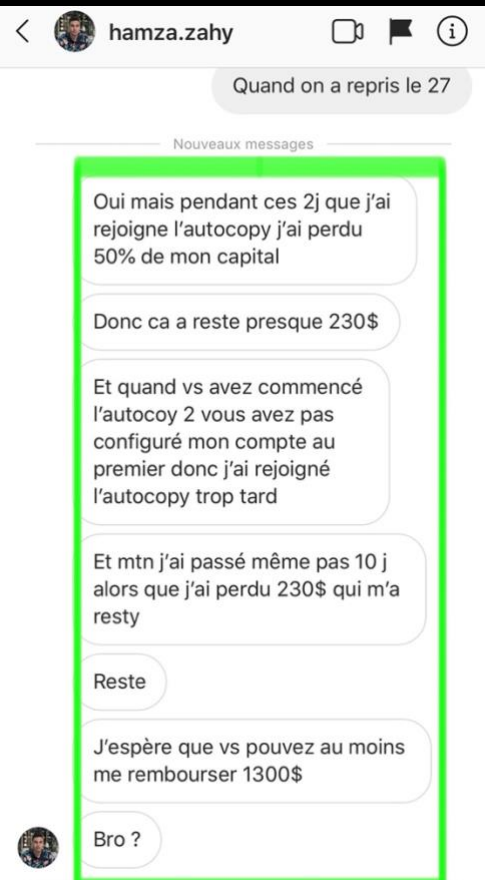 hamza.zahy
Quand on a repris le 27
Nouveaux messages
Oui mais pendant ces 2j que j'ai
rejoigne l'autocopy j'ai perdu
50% de mon capital
Donc ca a reste presque 230$
Et quand vs avez commencé
l'autocoy 2 vous avez pas
configuré mon compte au
premier donc j'ai rejoigné
l'autocopy trop tard
Et mtn j'ai passé même pas 10 j
alors que j'ai perdu 230$ qui m'a
resty
Reste
J'espère que vs pouvez au moins
me rembourser 1300$
Bro ?